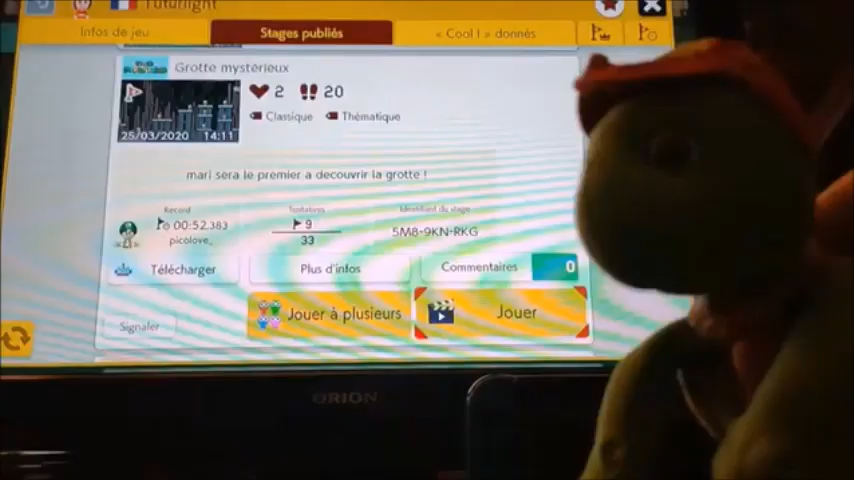 Futurlight
Infos de jeu
Stages publiés
« Cool ! » donnés
Grotte mystérieux
2
20
Classique
Thématique
25/03/2020 14:11
mari sera le premier a decouvrir la grotte !
Record
Tentatives
Identifiant du stage
00:52.383
9
33
5M8-9KN-RKG
picolove
Télécharger
Plus d'infos
Commentaires
0
Signaler
Jouer à plusieurs
Jouer
ORION